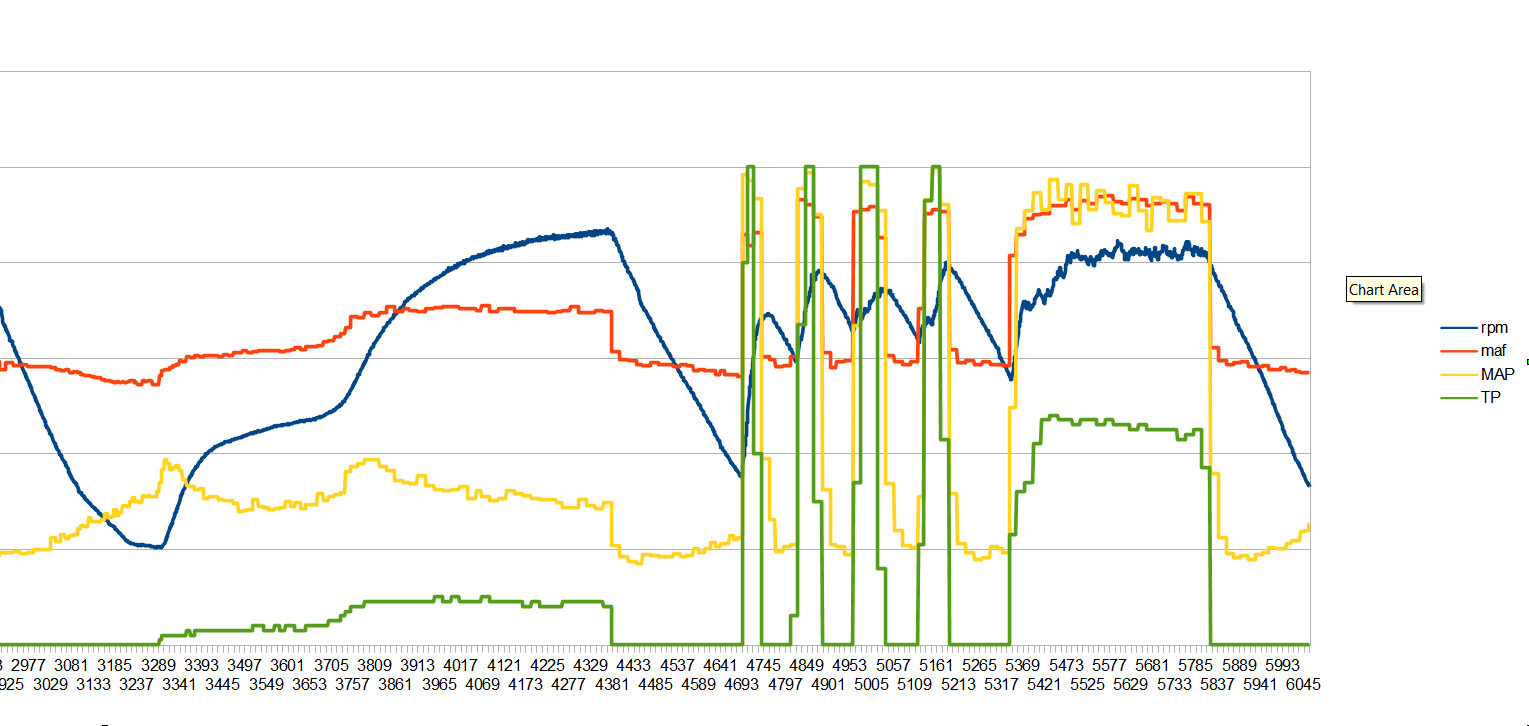 Chart Area
rpm
maf
MAP
TP
2977 3081 3185 3289 3393 3497 3601 3705 3809 3913 4017 4121 4225 4329 4433 4537 4641 4745 4849 4953 5057 5161 5265 5369 5473 5577 5681 5785 5889 5993
925 3029 3133 3237 3341 3445 3549 3653 3757 3861 3965 4069 4173 4277 4381 4485 4589 4693 4797 4901 5005 5109 5213 5317 5421 5525 5629 5733 5837 5941 6045